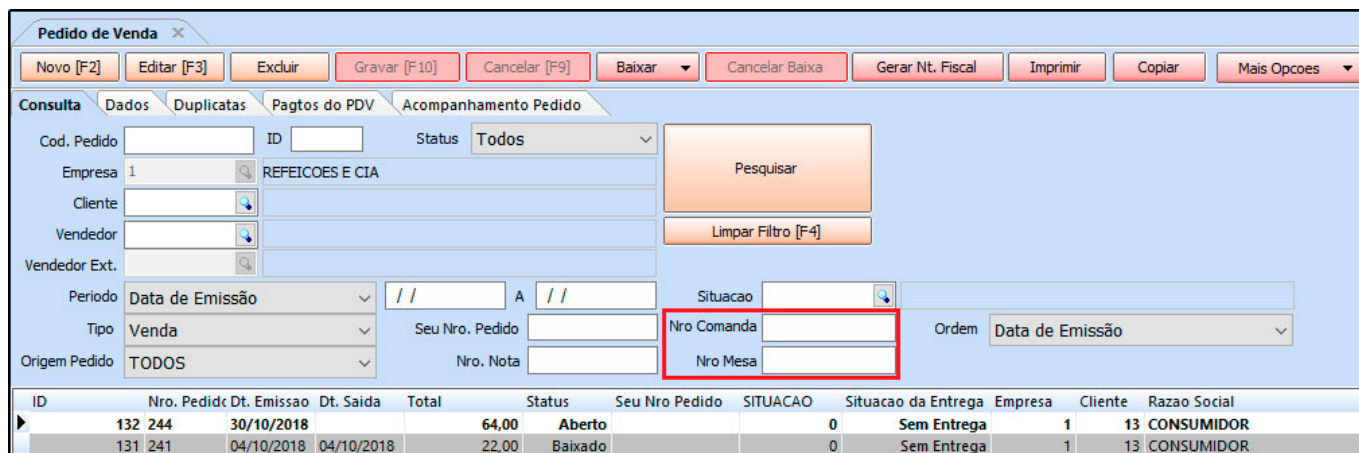 Pedido de Venda
Novo [F2] Editar [F3] Excluir Gravar [F10] Cancelar [F9] Baixar Cancelar Baixa Gerar Nt. Fiscal Imprimir Copiar Mais Opcoes
Consulta Dados Duplicatas Pagtos do PDV Acompanhamento Pedido
Cod. Pedido ID Status Todos
Pesquisar
Empresa 1 REFEICOES E CIA
Cliente
Vendedor Limpar Filtro [F4]
Vendedor Ext.
Periodo Data de Emissão / / A / / Situacao
Tipo Venda Seu Nro. Pedido Nro Comanda Ordem Data de Emissão
Origem Pedido TODOS Nro. Nota Nro Mesa
ID Nro. Pedidc Dt. Emissao Dt. Saida Total Status Seu Nro Pedido SITUACAO Situacao da Entrega Empresa Cliente Razao Social
132 244 30/10/2018 64,00 Aberto 0 Sem Entrega 1 13 CONSUMIDOR
131 241 04/10/2018 04/10/2018 22,00 Baixado 0 Sem Entrega 1 13 CONSUMIDOR